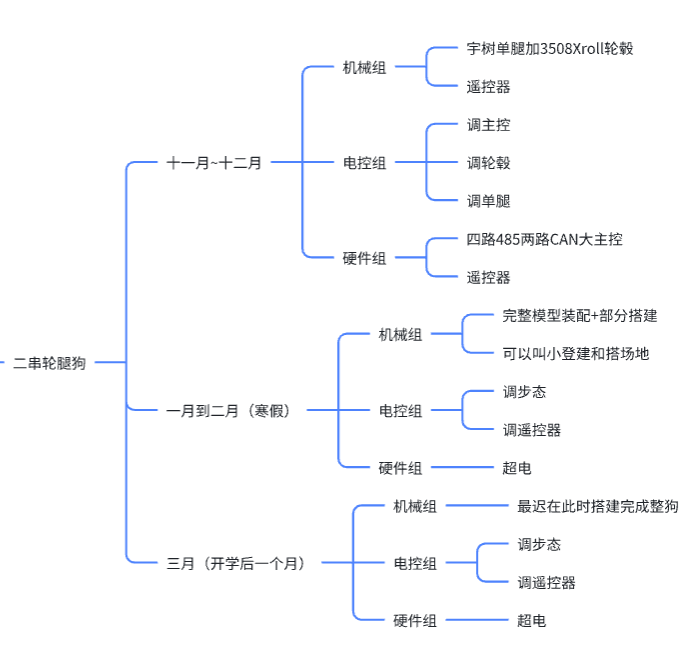 二串轮腿狗
十一月~十二月
机械组
宇树单腿加3508Xroll轮毂
遥控器
电控组
调主控
调轮毂
调单腿
硬件组
四路485两路CAN大主控
遥控器
一月到二月（寒假）
机械组
完整模型装配+部分搭建
可以叫小登建和搭场地
电控组
调步态
调遥控器
硬件组
超电
三月（开学后一个月）
机械组
最迟在此时搭建完成整狗
电控组
调步态
调遥控器
硬件组
超电